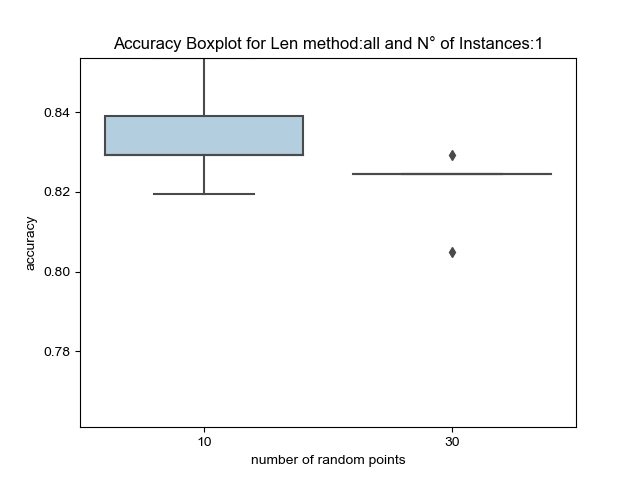 Accuracy Boxplot for Len method:all and N° of Instances:1
0.84
0.82
0.80
0.78
accuracy
10
30
number of random points